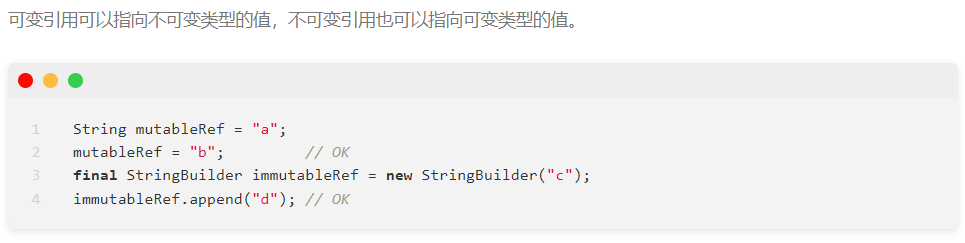 可变引用可以指向不可变类型的值，不可变引用也可以指向可变类型的值。
1 String mutableRef = "a";
2 mutableRef = "b";         // OK
3 final StringBuilder immutableRef = new StringBuilder("c");
4 immutableRef.append("d"); // OK